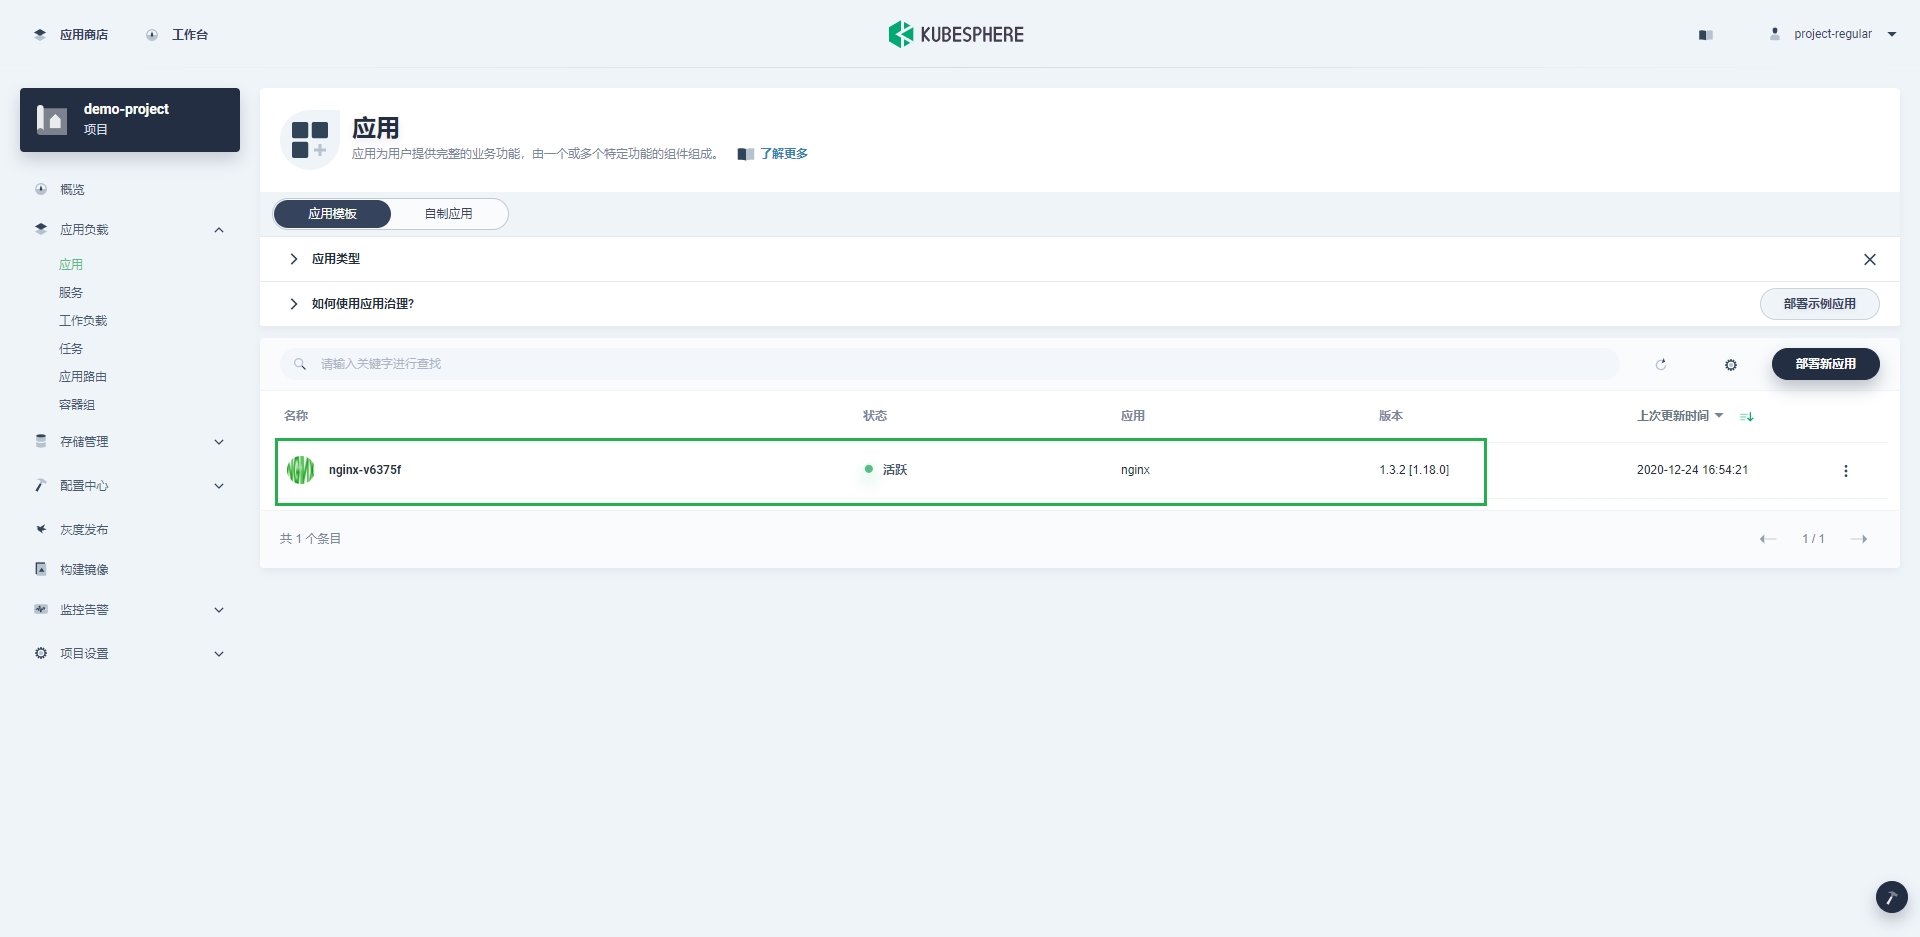 应用商店 工作台 KUBESPHERE project-regular
demo-project
项目
概览
应用负载
应用
服务
工作负载
任务
应用路由
容器组
存储管理
配置中心
灰度发布
构建镜像
监控告警
项目设置
应用
应用为用户提供完整的业务功能，由一个或多个特定功能的组件组成。 了解更多
应用模板 自制应用
应用类型
如何使用应用治理? 部署示例应用
请输入关键字进行查找 部署新应用
名称 状态 应用 版本 上次更新时间
nginx-v6375f 活跃 nginx 1.3.2 [1.18.0] 2020-12-24 16:54:21
共 1 个条目 1 / 1